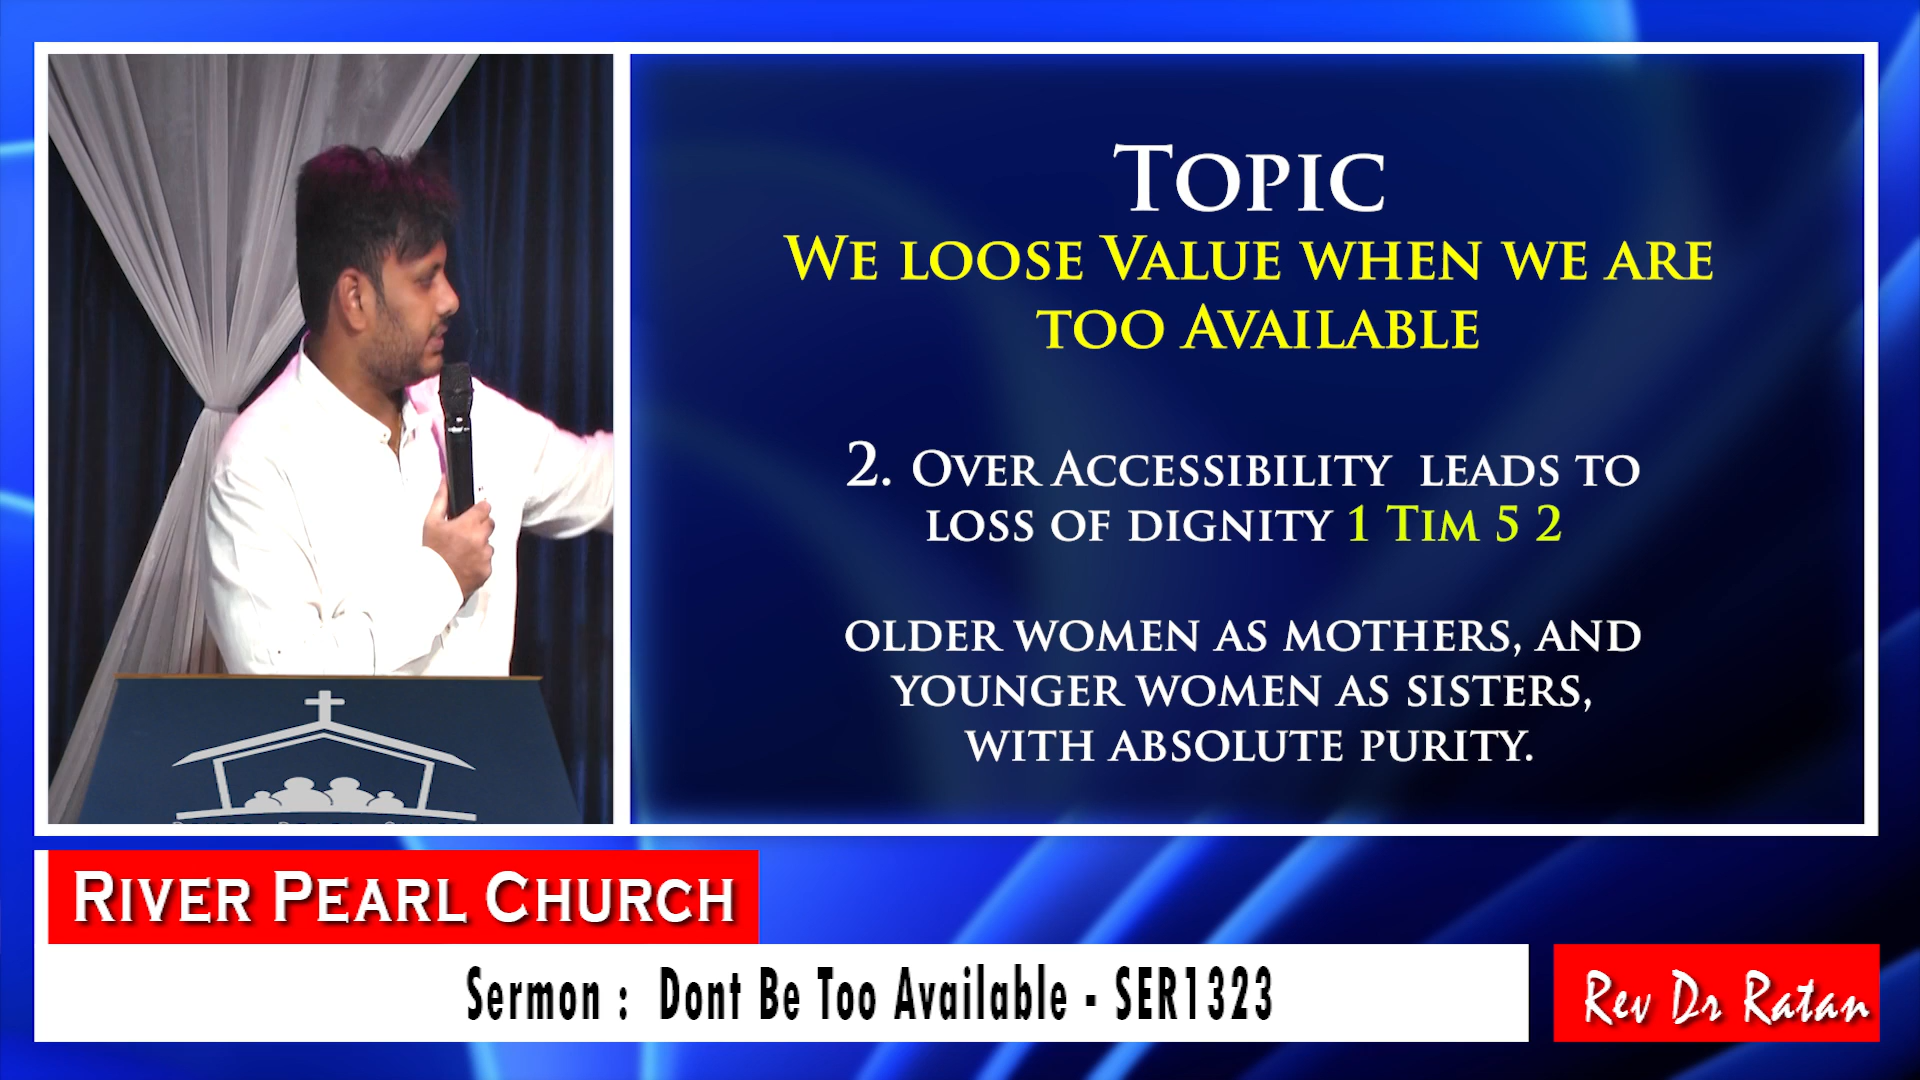 Topic
We loose Value when we are
too Available
2. Over Accessibility leads to
loss of dignity 1 Tim 5 2
older women as mothers, and
younger women as sisters,
with absolute purity.
River Pearl Church
Sermon : Dont Be Too Available - SER1323
Rev Dr Ratan